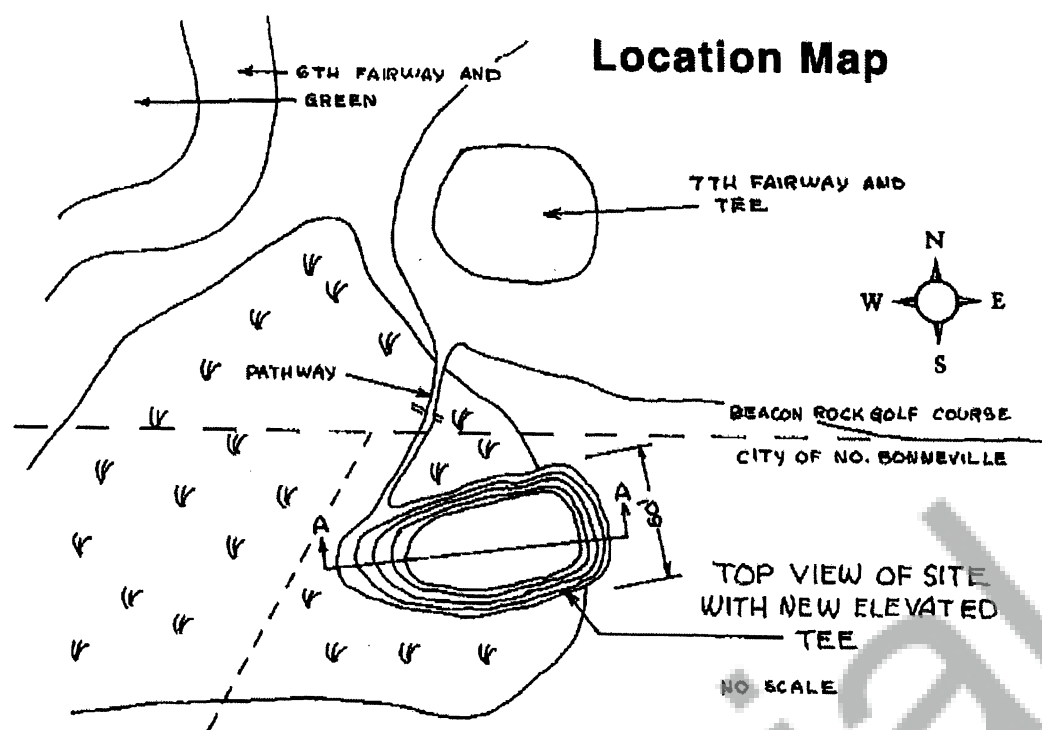 Location Map
6TH FAIRWAY AND
GREEN
7TH FAIRWAY AND
TEE
N
W E
S
PATHWAY
BEACON ROCK GOLF COURSE
CITY OF NO. BONNEVILLE
A
A
60'
TOP VIEW OF SITE
WITH NEW ELEVATED
TEE
NO SCALE